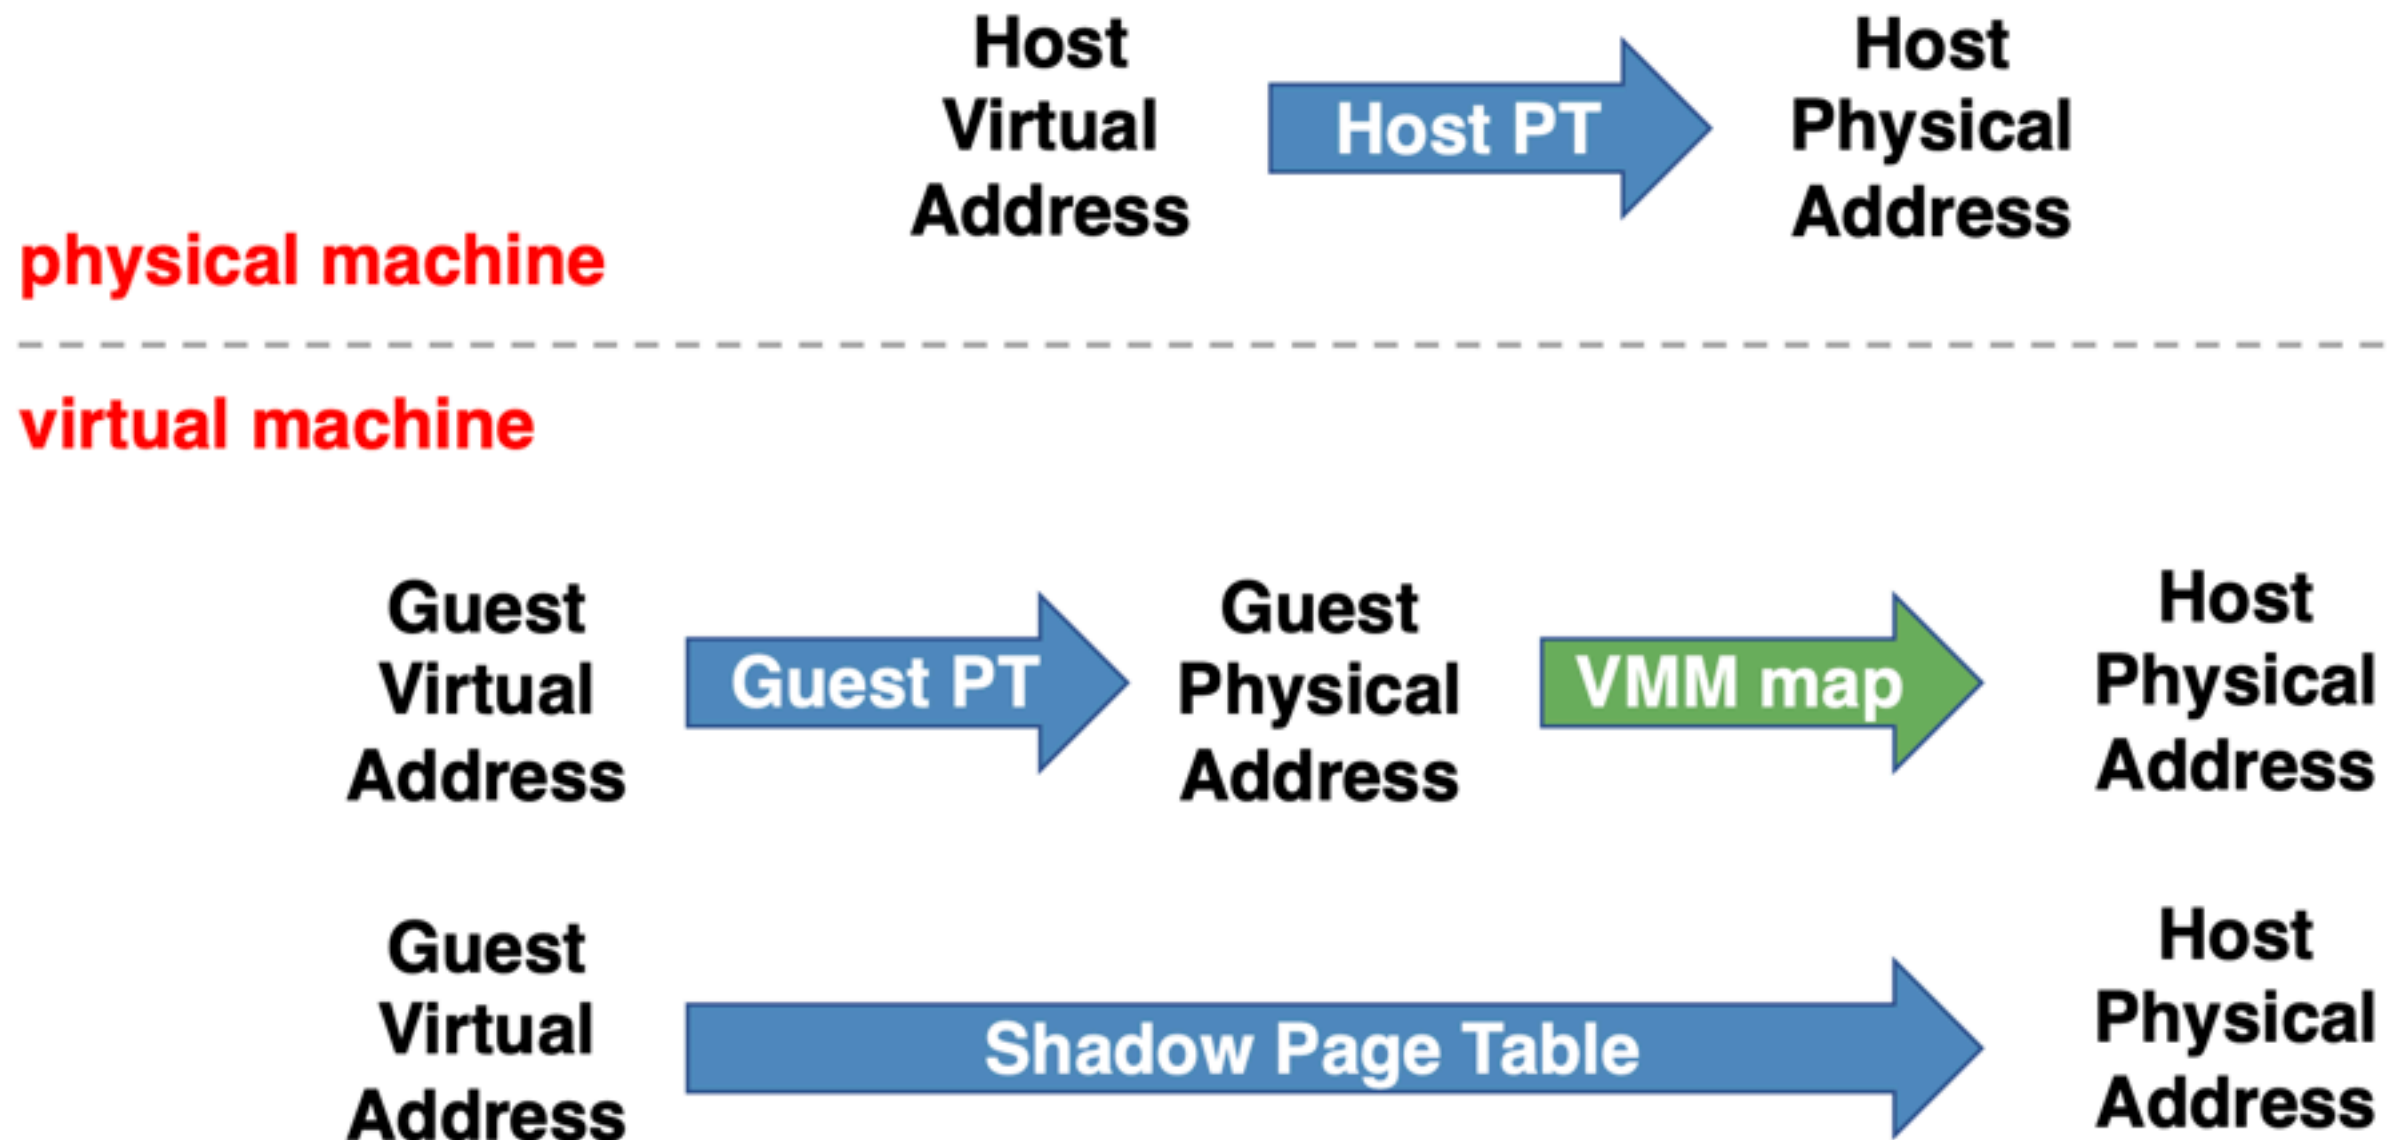 Host
Virtual
Address
Host PT
Host
Physical
Address
physical machine
virtual machine
Guest
Virtual
Address
Guest PT
Guest
Physical
Address
VMM map
Host
Physical
Address
Guest
Virtual
Address
Shadow Page Table
Host
Physical
Address